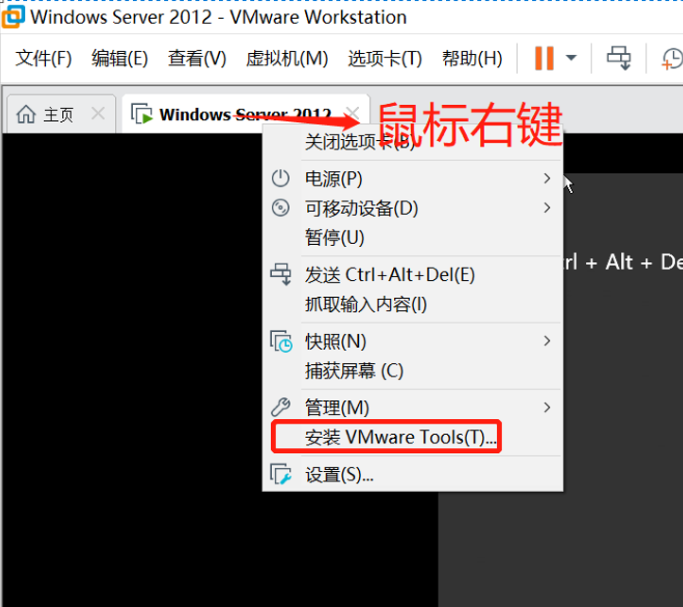 Windows Server 2012 - VMware Workstation
文件(F) 编辑(E) 查看(V) 虚拟机(M) 选项卡(T) 帮助(H)
主页 Windows Server 2012
鼠标右键
关闭选项卡(B)
电源(P)
可移动设备(D)
暂停(U)
rl + Alt + De
发送 Ctrl+Alt+Del(E)
抓取输入内容(I)
快照(N)
捕获屏幕 (C)
管理(M)
安装 VMware Tools(T)...
设置(S)...